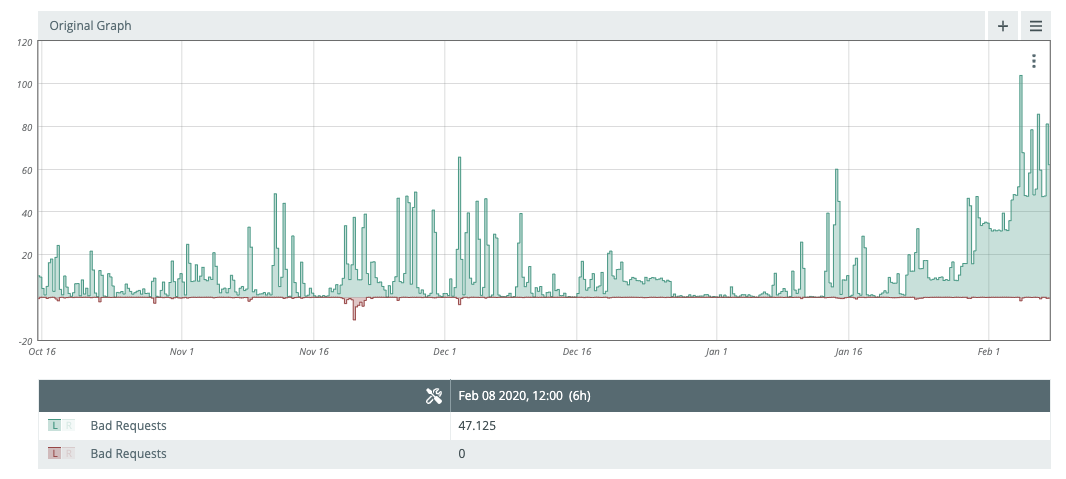 Original Graph
120
100
80
60
40
20
-20
Oct 16 Nov 1 Nov 16 Dec 1 Dec 16 Jan 1 Jan 16 Feb 1
Feb 08 2020, 12:00 (6h)
L R Bad Requests 47.125
L R Bad Requests 0